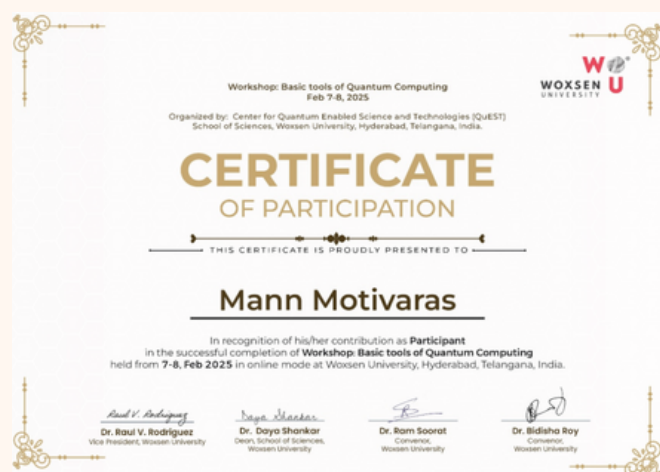 Workshop: Basic tools of Quantum Computing
Feb 7-8, 2025
WOXSEN U
UNIVERSITY
Organized by: Center for Quantum Enabled Science and Technologies (QuEST)
School of Sciences, Woxsen University, Hyderabad, Telangana, India.
CERTIFICATE
OF PARTICIPATION
THIS CERTIFICATE IS PROUDLY PRESENTED TO
Mann Motivaras
In recognition of his/her contribution as Participant
in the successful completion of Workshop: Basic tools of Quantum Computing
held from 7-8, Feb 2025 in online mode at Woxsen University, Hyderabad, Telangana, India.
Raul V. Rodriguez
Daya Shankar
Dr. Raul V. Rodriguez
Vice President, Woxsen University
Dr. Daya Shankar
Dean, School of Sciences,
Woxsen University
Dr. Ram Soorat
Convenor,
Woxsen University
Dr. Bidisha Roy
Convenor,
Woxsen University